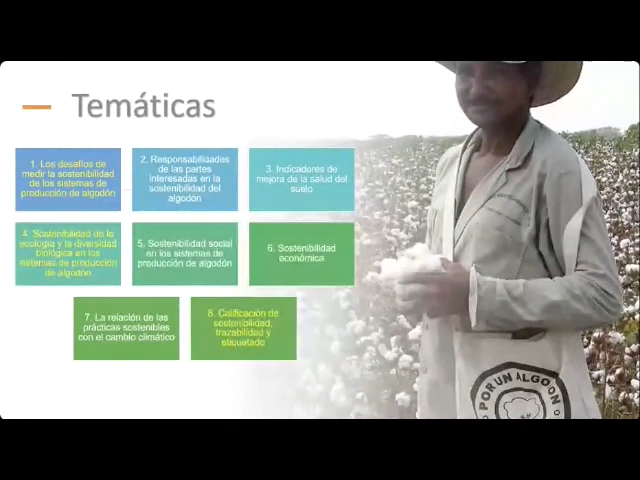 Temáticas
1. Los desafíos de
medir la sostenibilidad
de los sistemas de
producción de algodón
2. Responsabilidades
de las partes
interesadas en la
sostenibilidad del
algodón
3. Indicadores de
mejora de la salud del
suelo
4. Sostenibilidad de la
ecología y la diversidad
biológica en los
sistemas de producción
de algodón
5. Sostenibilidad social
en los sistemas de
producción de algodón
6. Sostenibilidad
económica
7. La relación de las
prácticas sostenibles
con el cambio climático
8. Calificación de
sostenibilidad,
trazabilidad y
etiquetado
POR UN ALGODON